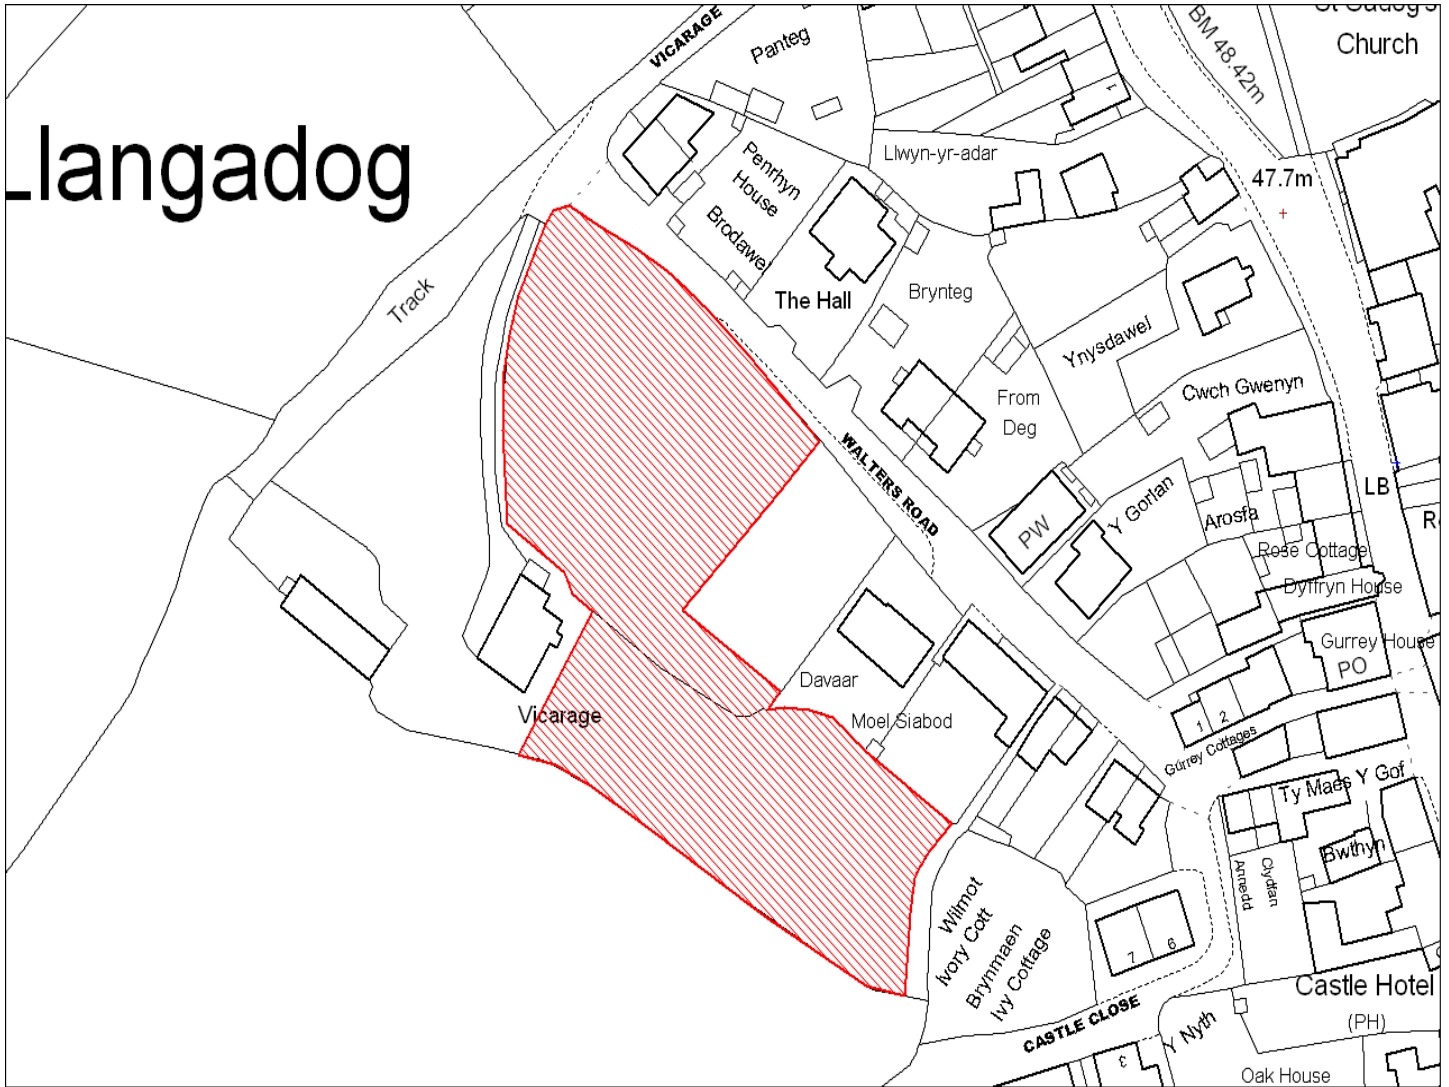 St Cadog's
Church
VICARAGE
Panteg
BM 48.42m
1
Llangadog
Llwyn-yr-adar
47.7m
Penrhyn
House
Brodawel
Track
The Hall
Brynteg
Ynysdawel
From
Deg
Cwch Gwenyn
WALTERS ROAD
LB
PW
Y Gorlan
Arosfa
Rose Cottage
Dyffryn House
Gurrey House
PO
Davaar
Moel Siabod
Vicarage
1
2
Gurrey Cottages
Ty Maes Y Gof
Bwthyn
Annedd
Clydfan
Wilmot
Ivory Cott
Brynmaen
Ivy Cottage
7
6
CASTLE CLOSE
Castle Hotel
(PH)
Y Nyth
3
Oak House